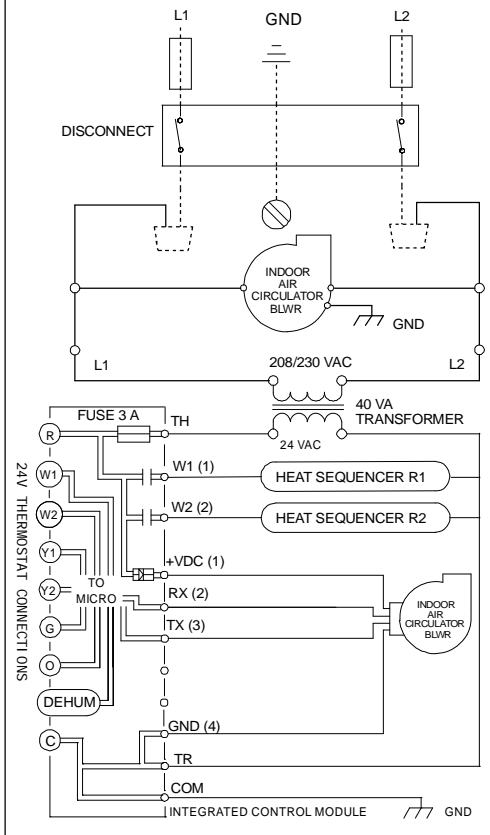 L1
GND
L2
DISCONNECT
INDOOR
AIR
CIRCULATOR
BLWR
GND
L1
208/230 VAC
L2
40 VA
TRANSFORMER
24 VAC
FUSE 3 A
TH
R
W1
W1 (1)
HEAT SEQUENCER R1
W2
W2 (2)
HEAT SEQUENCER R2
24V THERMOSTAT CONNECTIONS
Y1
+VDC (1)
TO
MICRO
Y2
RX (2)
INDOOR
AIR
CIRCULATOR
BLWR
G
TX (3)
O
DEHUM
GND (4)
C
TR
COM
INTEGRATED CONTROL MODULE
GND